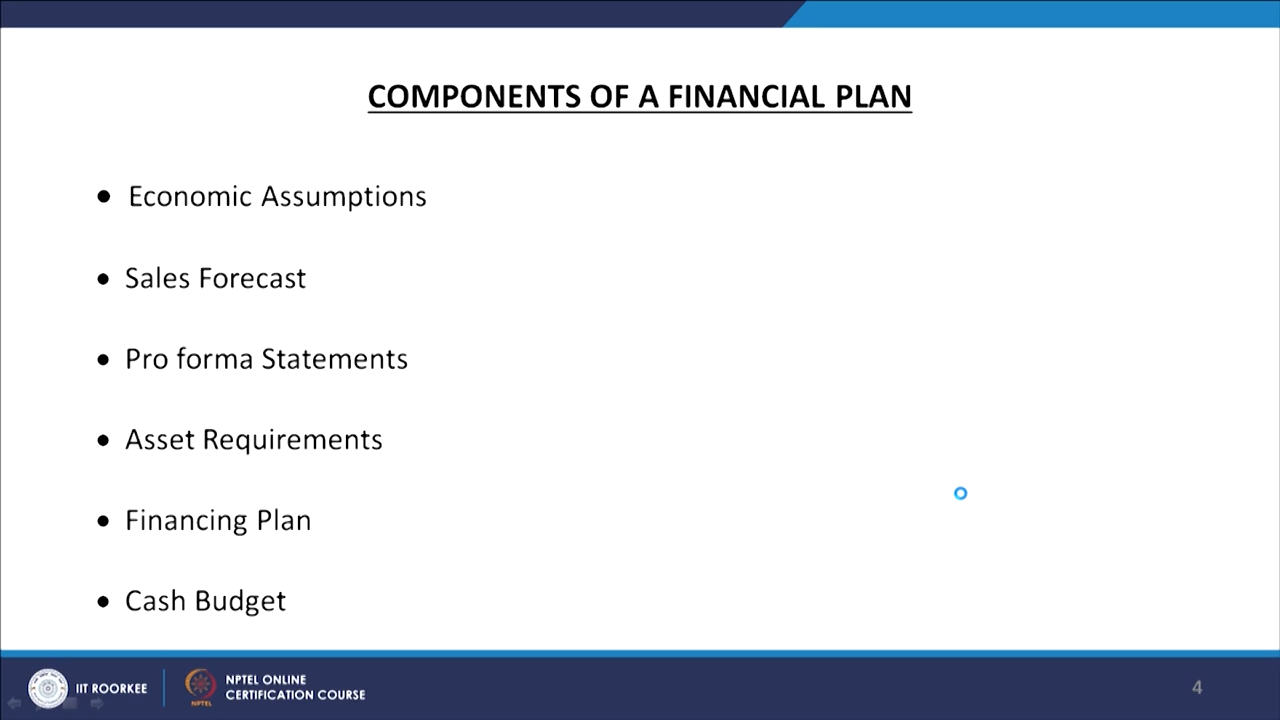 COMPONENTS OF A FINANCIAL PLAN
• Economic Assumptions
• Sales Forecast
• Pro forma Statements
• Asset Requirements
• Financing Plan
• Cash Budget
IIT ROORKEE
NPTEL
NPTEL ONLINE
CERTIFICATION COURSE
4